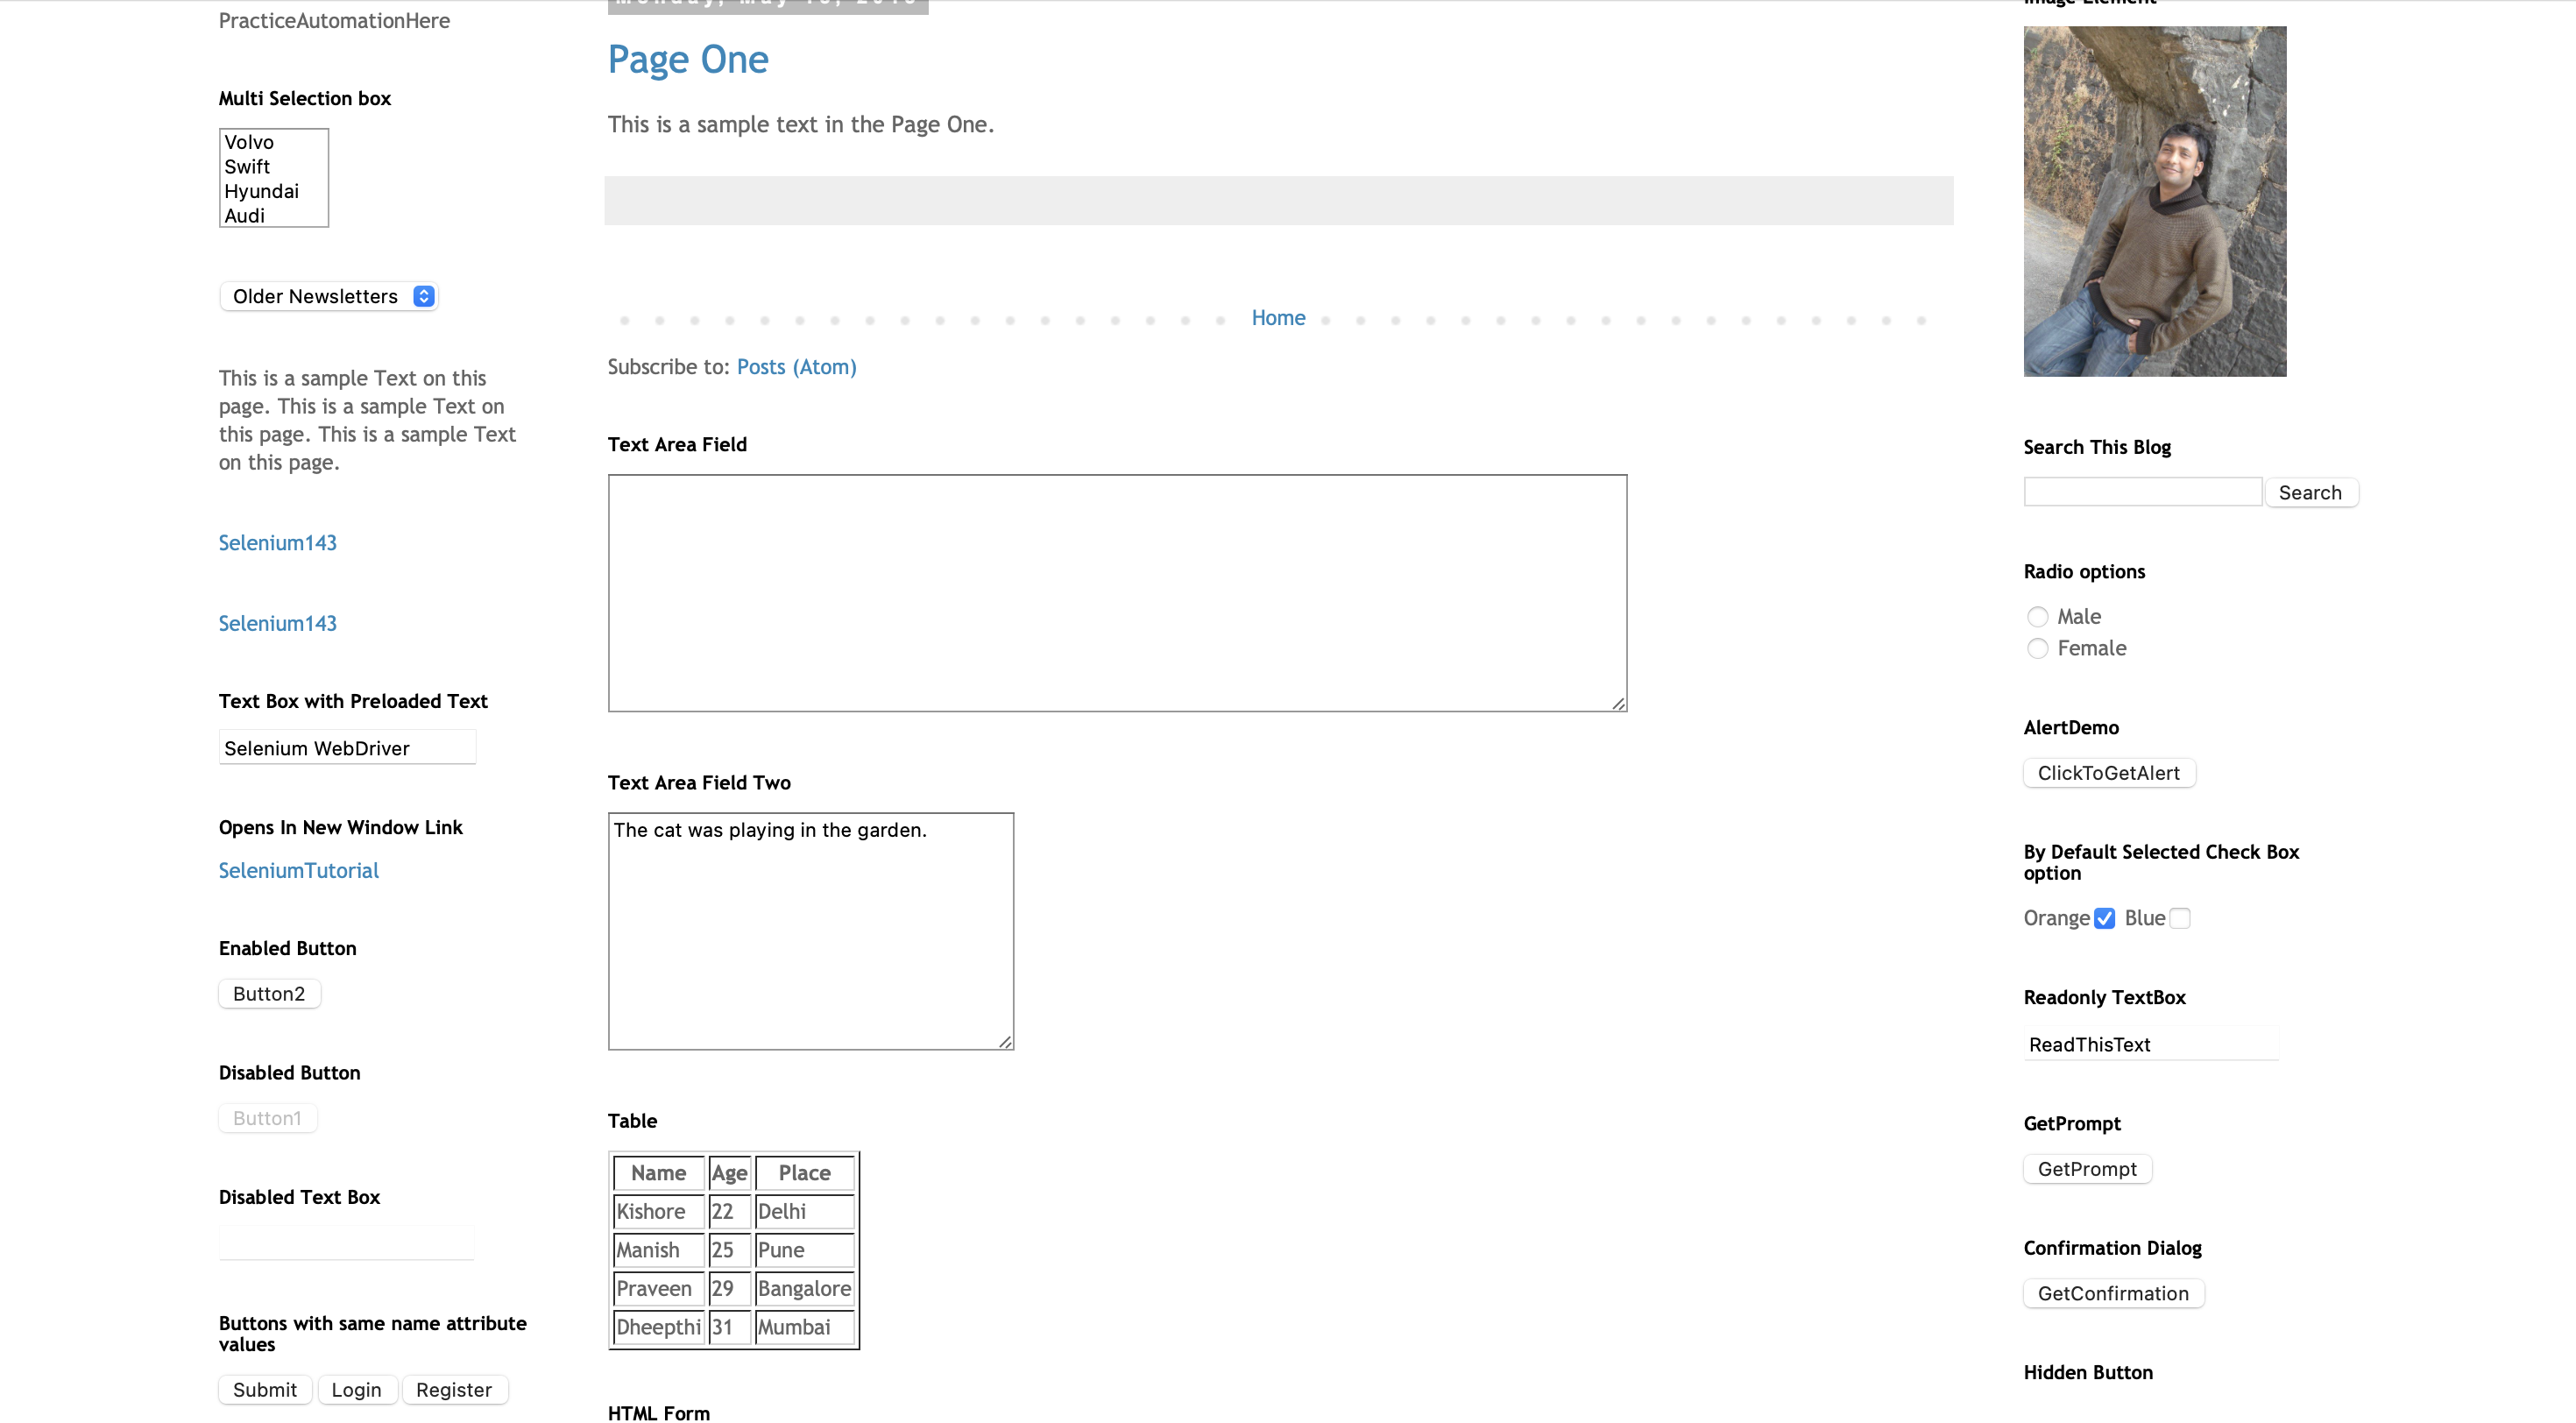 PracticeAutomationHere
Multi Selection box
Volvo
Swift
Hyundai
Audi
Older Newsletters
This is a sample Text on this
page. This is a sample Text on
this page. This is a sample Text
on this page.
Selenium143
Selenium143
Text Box with Preloaded Text
Selenium WebDriver
Opens In New Window Link
SeleniumTutorial
Enabled Button
Button2
Disabled Button
Button1
Disabled Text Box
Buttons with same name attribute
values
Submit Login Register
Page One
This is a sample text in the Page One.
Home
Subscribe to: Posts (Atom)
Text Area Field
Text Area Field Two
The cat was playing in the garden.
Table
Name Age Place
Kishore 22 Delhi
Manish 25 Pune
Praveen 29 Bangalore
Dheepthi 31 Mumbai
HTML Form
Image Element
Search This Blog
Search
Radio options
Male
Female
AlertDemo
ClickToGetAlert
By Default Selected Check Box
option
Orange Blue
Readonly TextBox
ReadThisText
GetPrompt
GetPrompt
Confirmation Dialog
GetConfirmation
Hidden Button